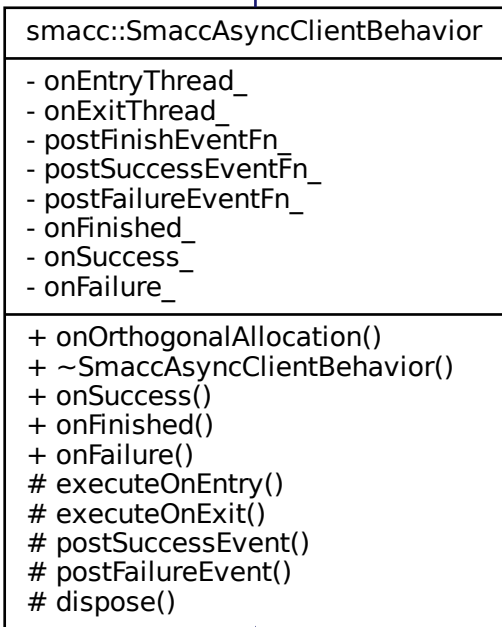 smacc::SmaccAsyncClientBehavior
- onEntryThread_
- onExitThread_
- postFinishEventFn_
- postSuccessEventFn_
- postFailureEventFn_
- onFinished_
- onSuccess_
- onFailure_
+ onOrthogonalAllocation()
+ ~SmaccAsyncClientBehavior()
+ onSuccess()
+ onFinished()
+ onFailure()
# executeOnEntry()
# executeOnExit()
# postSuccessEvent()
# postFailureEvent()
# dispose()